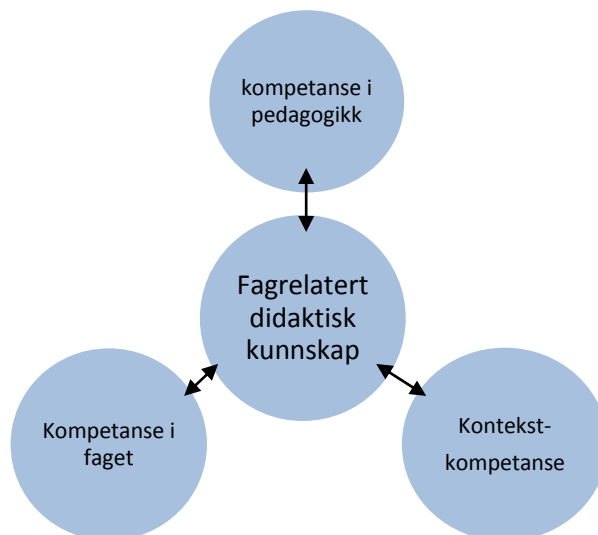 kompetanse i
pedagogikk
Fagrelatert
didaktisk
kunnskap
Kompetanse i
faget
Kontekst-
kompetanse